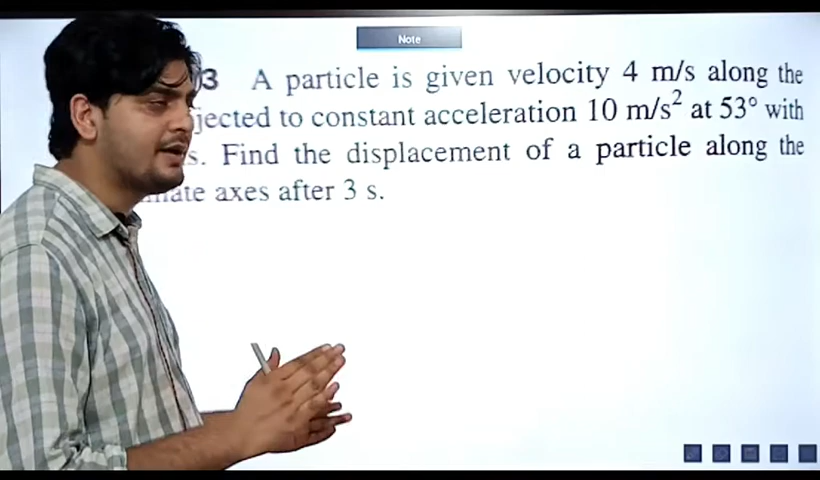 Note
3 A particle is given velocity 4 m/s along the
jected to constant acceleration 10 m/s² at 53° with
s. Find the displacement of a particle along the
nate axes after 3 s.